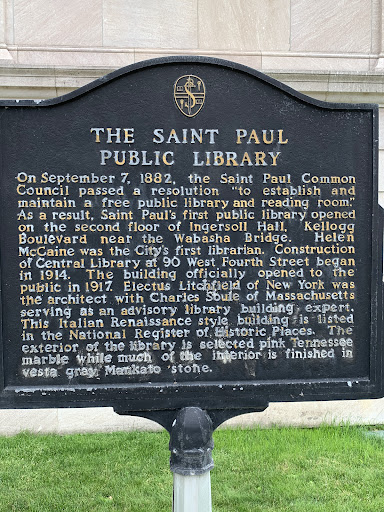 THE SAINT PAUL
PUBLIC LIBRARY
On September 7, 1882, the Saint Paul Common
Council passed a resolution "to establish and
maintain a free public library and reading room."
As a result, Saint Paul's first public library opened
on the second floor of Ingersoll Hall, Kellogg
Boulevard near the Wabasha Bridge. Helen
McCaine was the City's first librarian. Construction
of Central Library at 90 West Fourth Street began
in 1914. The building officially opened to the
public in 1917. Electus Litchfield of New York was
the architect with Charles Soule of Massachusetts
serving as an advisory library building expert.
This Italian Renaissance style building is listed
in the National Register of Historic Places. The
exterior of the library is selected pink Tennessee
marble while much of the interior is finished in
vesta gray Mankato stone.